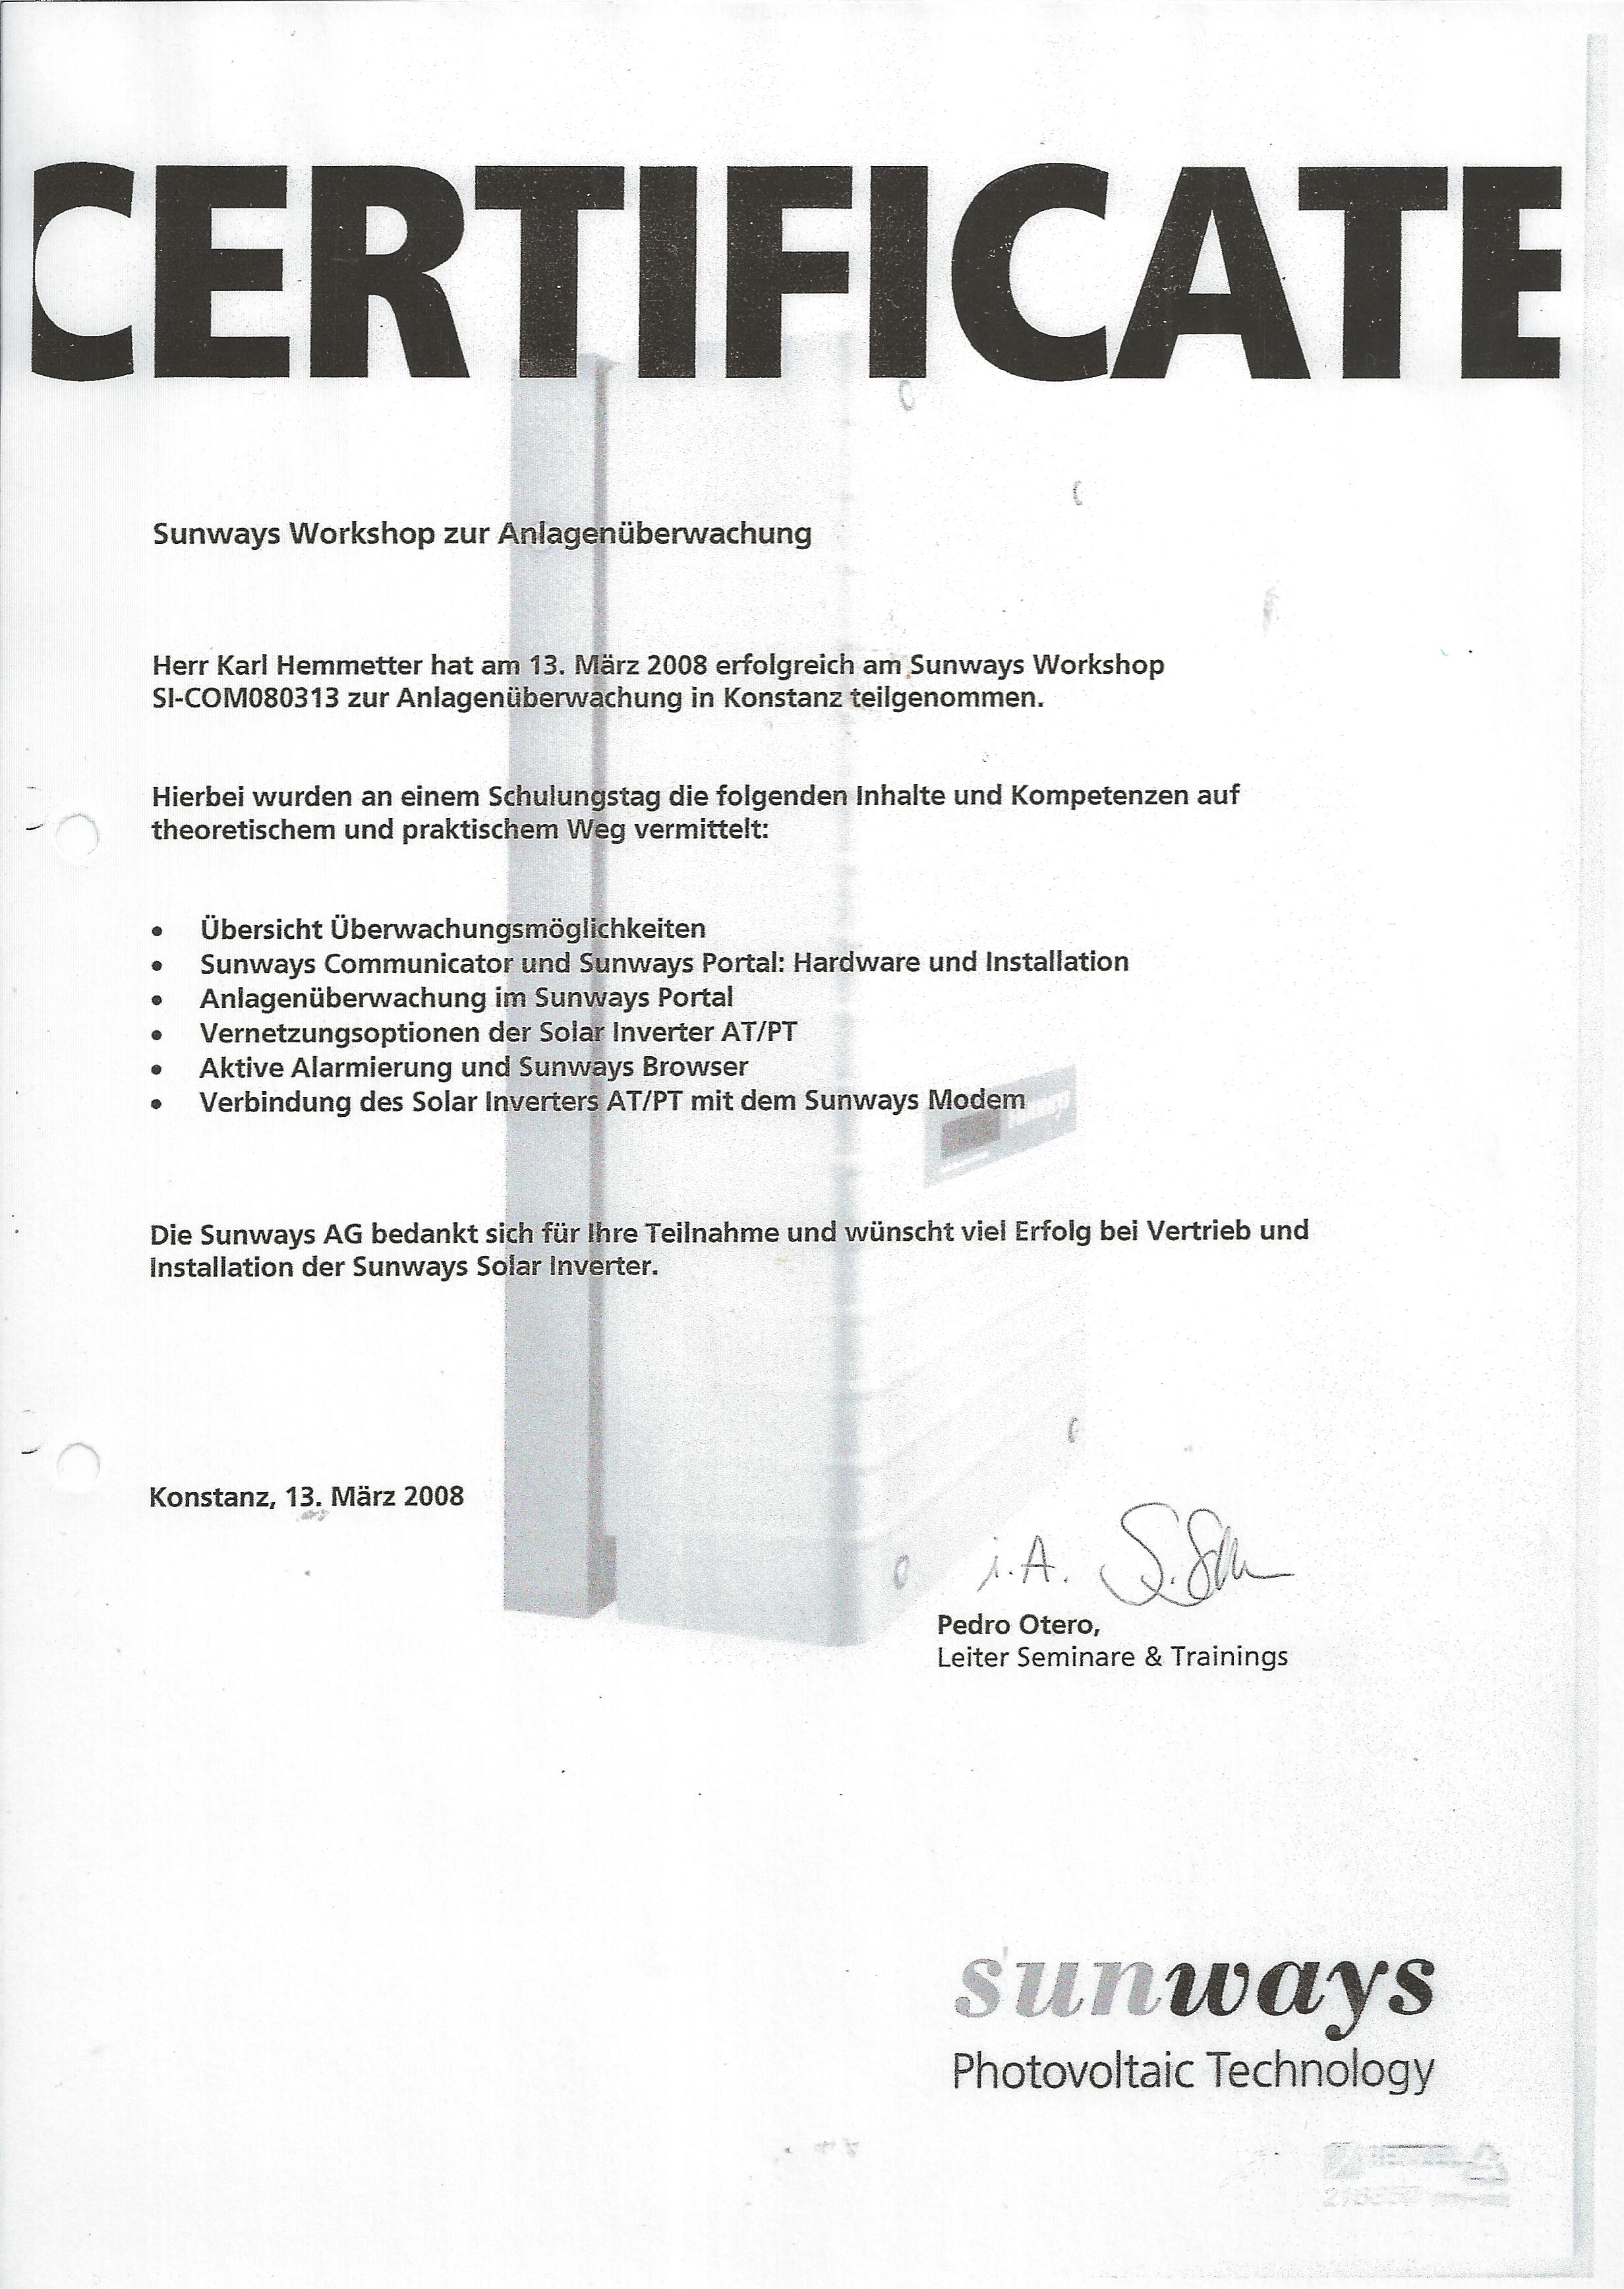 CERTIFICATE
Sunways Workshop zur Anlagenüberwachung
Herr Karl Hemmetter hat am 13. März 2008 erfolgreich am Sunways Workshop
SI-COM080313 zur Anlagenüberwachung in Konstanz teilgenommen.
Hierbei wurden an einem Schulungstag die folgenden Inhalte und Kompetenzen auf
theoretischem und praktischem Weg vermittelt:
• Übersicht Überwachungsmöglichkeiten
• Sunways Communicator und Sunways Portal: Hardware und Installation
• Anlagenüberwachung im Sunways Portal
• Vernetzungsoptionen der Solar Inverter AT/PT
• Aktive Alarmierung und Sunways Browser
• Verbindung des Solar Inverters AT/PT mit dem Sunways Modem
Die Sunways AG bedankt sich für Ihre Teilnahme und wünscht viel Erfolg bei Vertrieb und
Installation der Sunways Solar Inverter.
Konstanz, 13. März 2008
i.A.
Pedro Otero,
Leiter Seminare & Trainings
sunways
Photovoltaic Technology